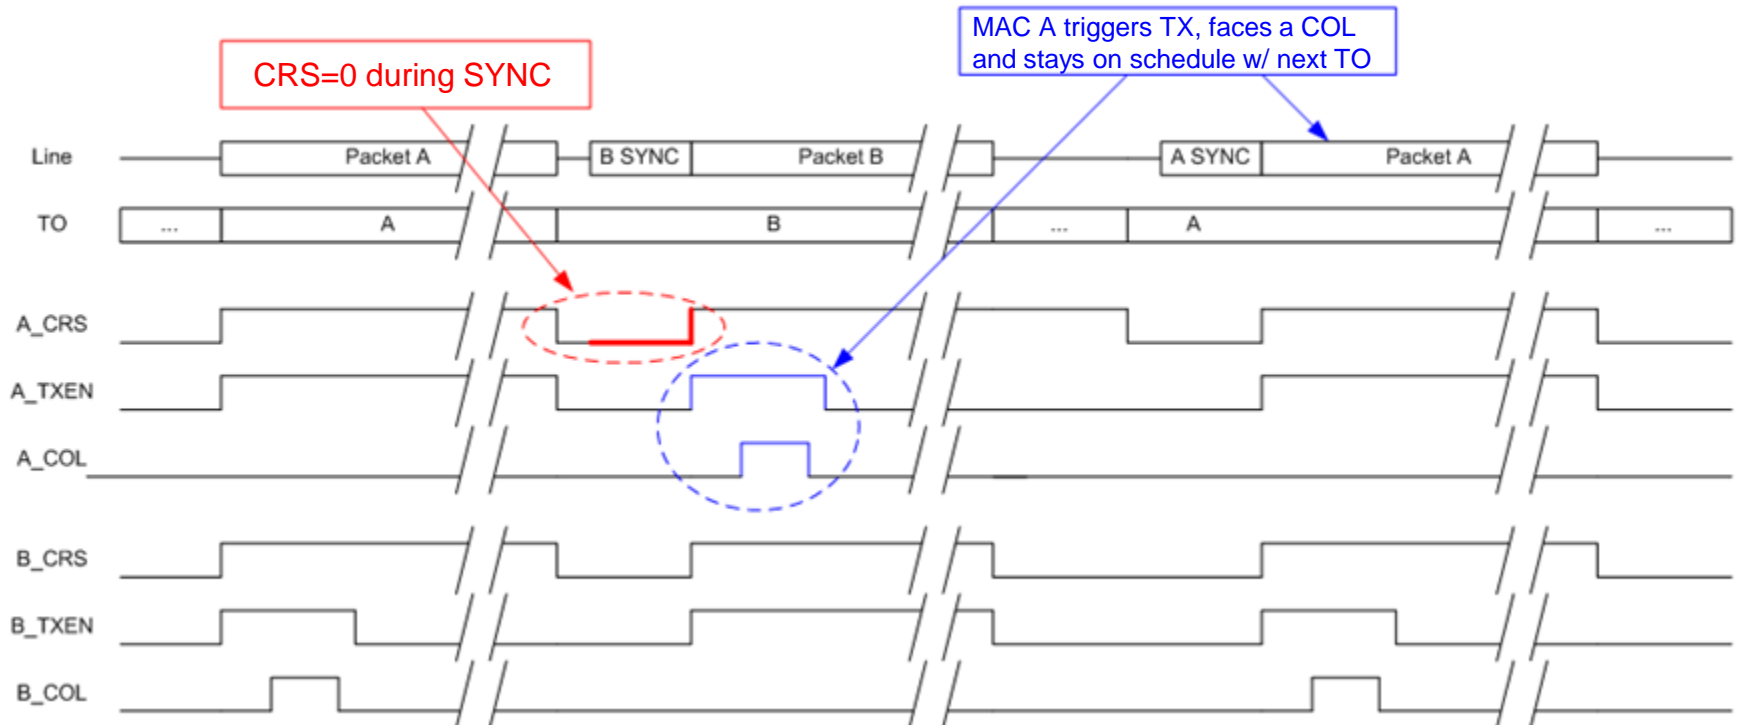 MAC A triggers TX, faces a COL
and stays on schedule w/ next TO
CRS=0 during SYNC
Line Packet A B SYNC Packet B A SYNC Packet A
TO ... A B ... A ...
A_CRS
A_TXEN
A_COL
B_CRS
B_TXEN
B_COL